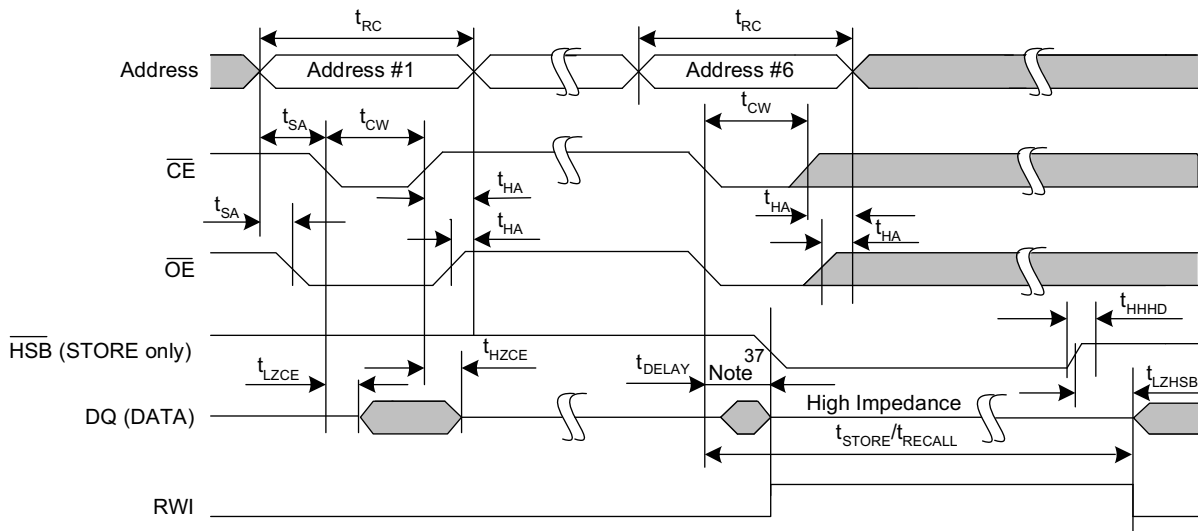 tRC tRC
Address Address #1 Address #6
tCW
tSA tCW
CE
tHA
tSA tHA
tHA tHA
OE
tHHHD
HSB (STORE only)
tHZCE 37
tLZCE tDELAY Note tLZHSB
High Impedance
DQ (DATA)
tSTORE/tRECALL
RWI